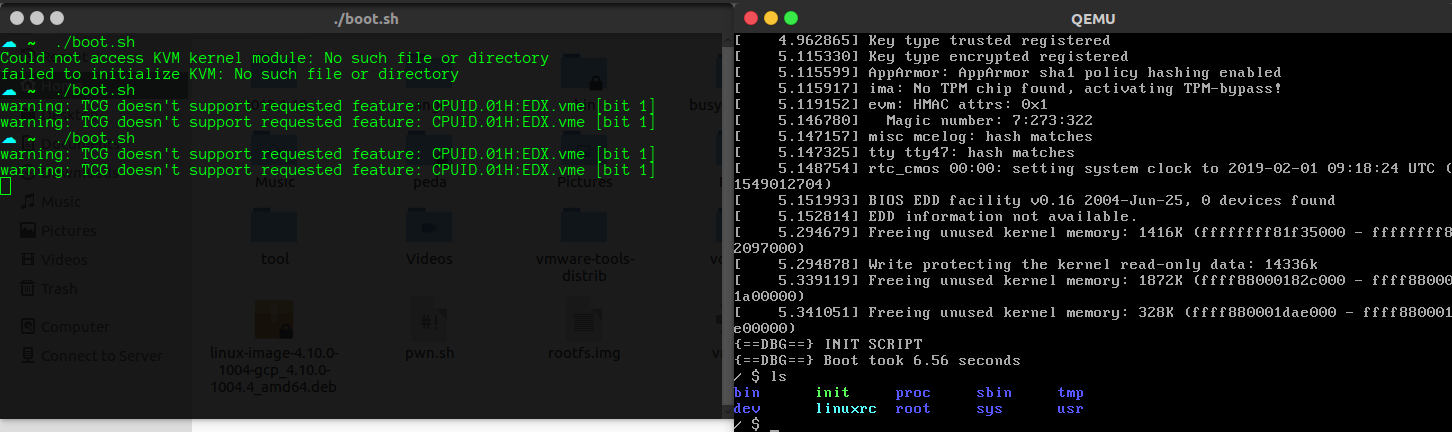 ./boot.sh
~ ./boot.sh
Could not access KVM kernel module: No such file or directory
failed to initialize KVM: No such file or directory
~ ./boot.sh
warning: TCG doesn't support requested feature: CPUID.01H:EDX.vme [bit 1]
warning: TCG doesn't support requested feature: CPUID.01H:EDX.vme [bit 1]
~ ./boot.sh
warning: TCG doesn't support requested feature: CPUID.01H:EDX.vme [bit 1]
warning: TCG doesn't support requested feature: CPUID.01H:EDX.vme [bit 1]
Music
Pictures
Videos
Trash
Computer
Connect to Server
busy
Music
peda
Pictures
tool
Videos
vmware-tools-
distrib
linux-image-4.10.0-
1004-gcp_4.10.0-
1004.4_amd64.deb
#!
pwn.sh
rootfs.img
QEMU
[    4.962865] Key type trusted registered
[    5.115330] Key type encrypted registered
[    5.115599] AppArmor: AppArmor sha1 policy hashing enabled
[    5.115917] ima: No TPM chip found, activating TPM-bypass!
[    5.119152] evm: HMAC attrs: 0x1
[    5.146780]   Magic number: 7:273:322
[    5.147157] misc mcelog: hash matches
[    5.147325] tty tty47: hash matches
[    5.148754] rtc_cmos 00:00: setting system clock to 2019-02-01 09:18:24 UTC (
1549012704)
[    5.151993] BIOS EDD facility v0.16 2004-Jun-25, 0 devices found
[    5.152814] EDD information not available.
[    5.294679] Freeing unused kernel memory: 1416K (ffffffff81f35000 - ffffffff8
2097000)
[    5.294878] Write protecting the kernel read-only data: 14336k
[    5.339119] Freeing unused kernel memory: 1872K (ffff88000182c000 - ffff88000
1a00000)
[    5.341051] Freeing unused kernel memory: 328K (ffff880001dae000 - ffff880001
e00000)
{==DBG==} INIT SCRIPT
{==DBG==} Boot took 6.56 seconds
/ $ ls
bin      init     proc     sbin     tmp
dev      linuxrc  root     sys      usr
/ $ _